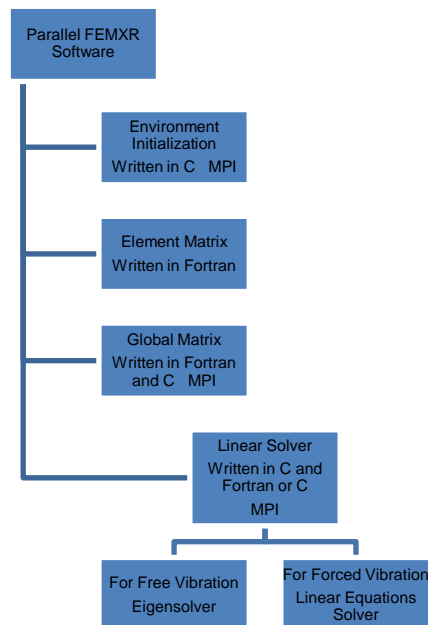 Parallel FEMXR
Software
Environment
Initialization
Written in C MPI
Element Matrix
Written in Fortran
Global Matrix
Written in Fortran
and C MPI
Linear Solver
Written in C and
Fortran or C
MPI
For Free Vibration
Eigensolver
For Forced Vibration
Linear Equations
Solver